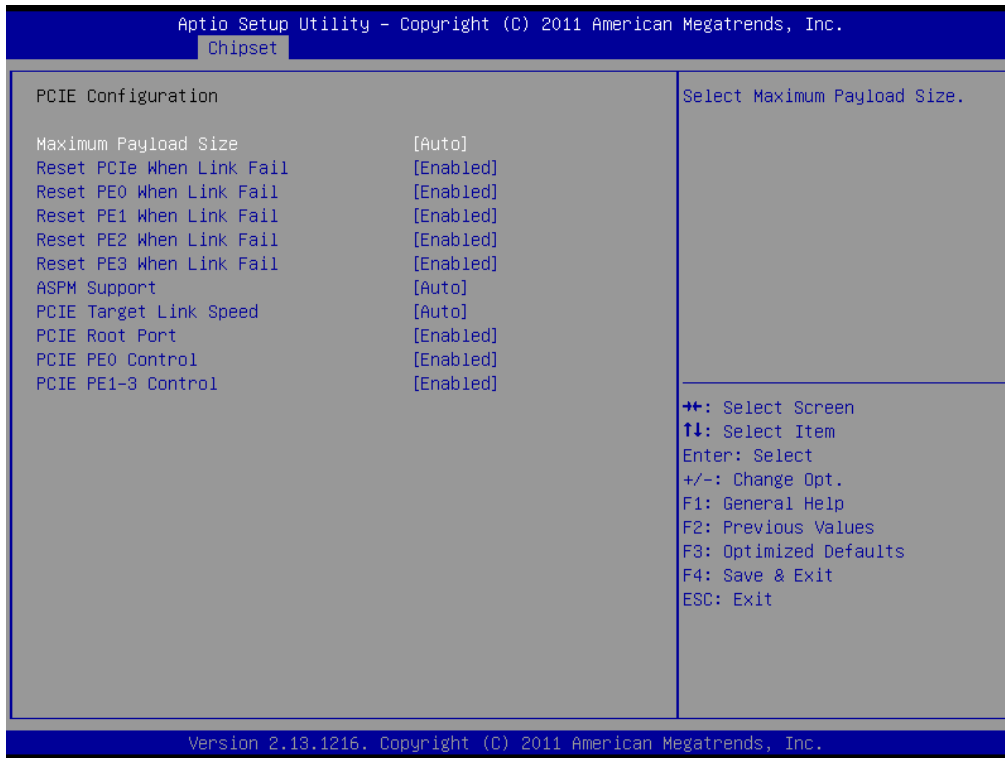 Aptio Setup Utility – Copyright (C) 2011 American Megatrends, Inc.
Chipset
PCIE Configuration
Maximum Payload Size [Auto]
Reset PCIe When Link Fail [Enabled]
Reset PE0 When Link Fail [Enabled]
Reset PE1 When Link Fail [Enabled]
Reset PE2 When Link Fail [Enabled]
Reset PE3 When Link Fail [Enabled]
ASPM Support [Auto]
PCIE Target Link Speed [Auto]
PCIE Root Port [Enabled]
PCIE PE0 Control [Enabled]
PCIE PE1-3 Control [Enabled]
Select Maximum Payload Size.
→←: Select Screen
↑↓: Select Item
Enter: Select
+/-: Change Opt.
F1: General Help
F2: Previous Values
F3: Optimized Defaults
F4: Save & Exit
ESC: Exit
Version 2.13.1216. Copyright (C) 2011 American Megatrends, Inc.